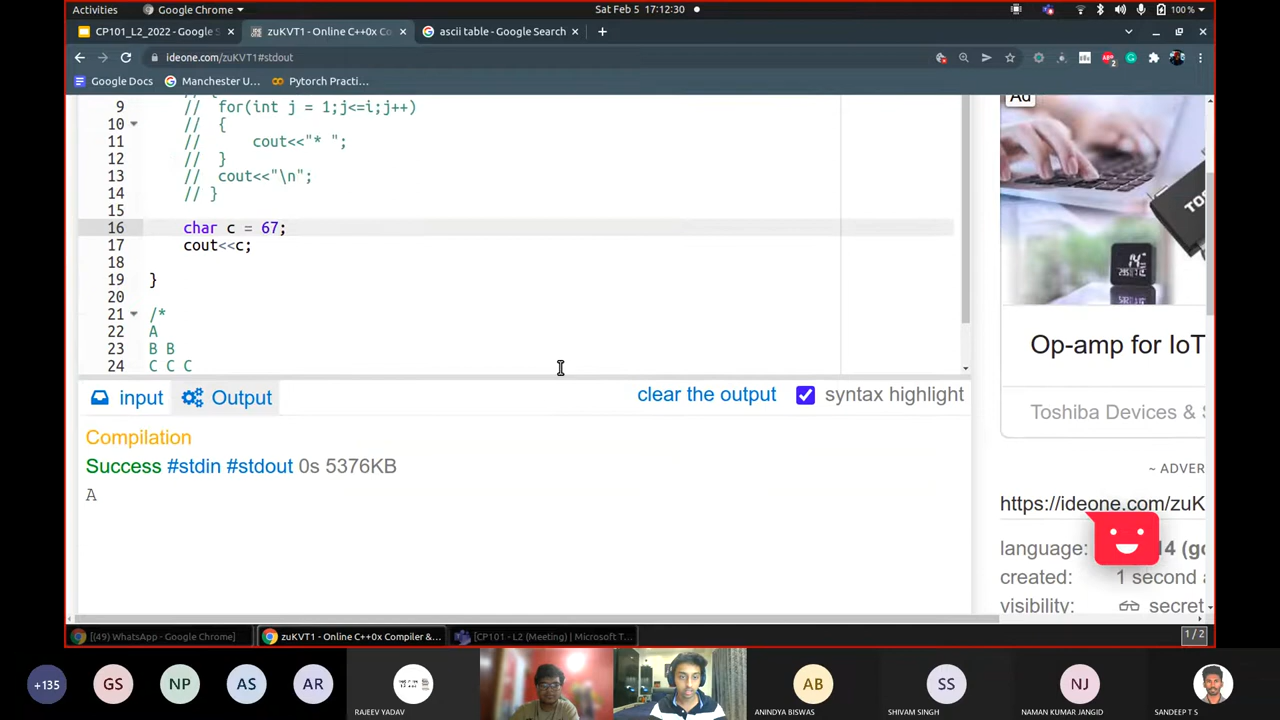 Activities
Google Chrome
Sat Feb 5 17:12:30
100 %
CP101_L2_2022 - Google S
zuKVT1 - Online C++0x Co
ascii table - Google Search
ideone.com/zuKVT1#stdout
Google Docs
Manchester U...
Pytorch Practi...
9 // for(int j = 1;j<=i;j++)
10 // {
11 // cout<<"* ";
12 // }
13 // cout<<"\n";
14 // }
15
16 char c = 67;
17 cout<<c;
18
19 }
20
21 /*
22 A
23 B B
24 C C C
Ad
Op-amp for IoT
Toshiba Devices & S
~ ADVER
input
Output
clear the output
syntax highlight
Compilation
Success #stdin #stdout 0s 5376KB
A
https://ideone.com/zuK
language:
14 (gc
created: 1 second a
visibility: secret
[(49) WhatsApp - Google Chrome]
zuKVT1 - Online C++0x Compiler &...
[CP101 - L2 (Meeting) | Microsoft T...
1 / 2
+135
GS
NP
AS
AR
RAJEEV YADAV
AB
ANINDYA BISWAS
SS
SHIVAM SINGH
NJ
NAMAN KUMAR JANGID
SANDEEP T S